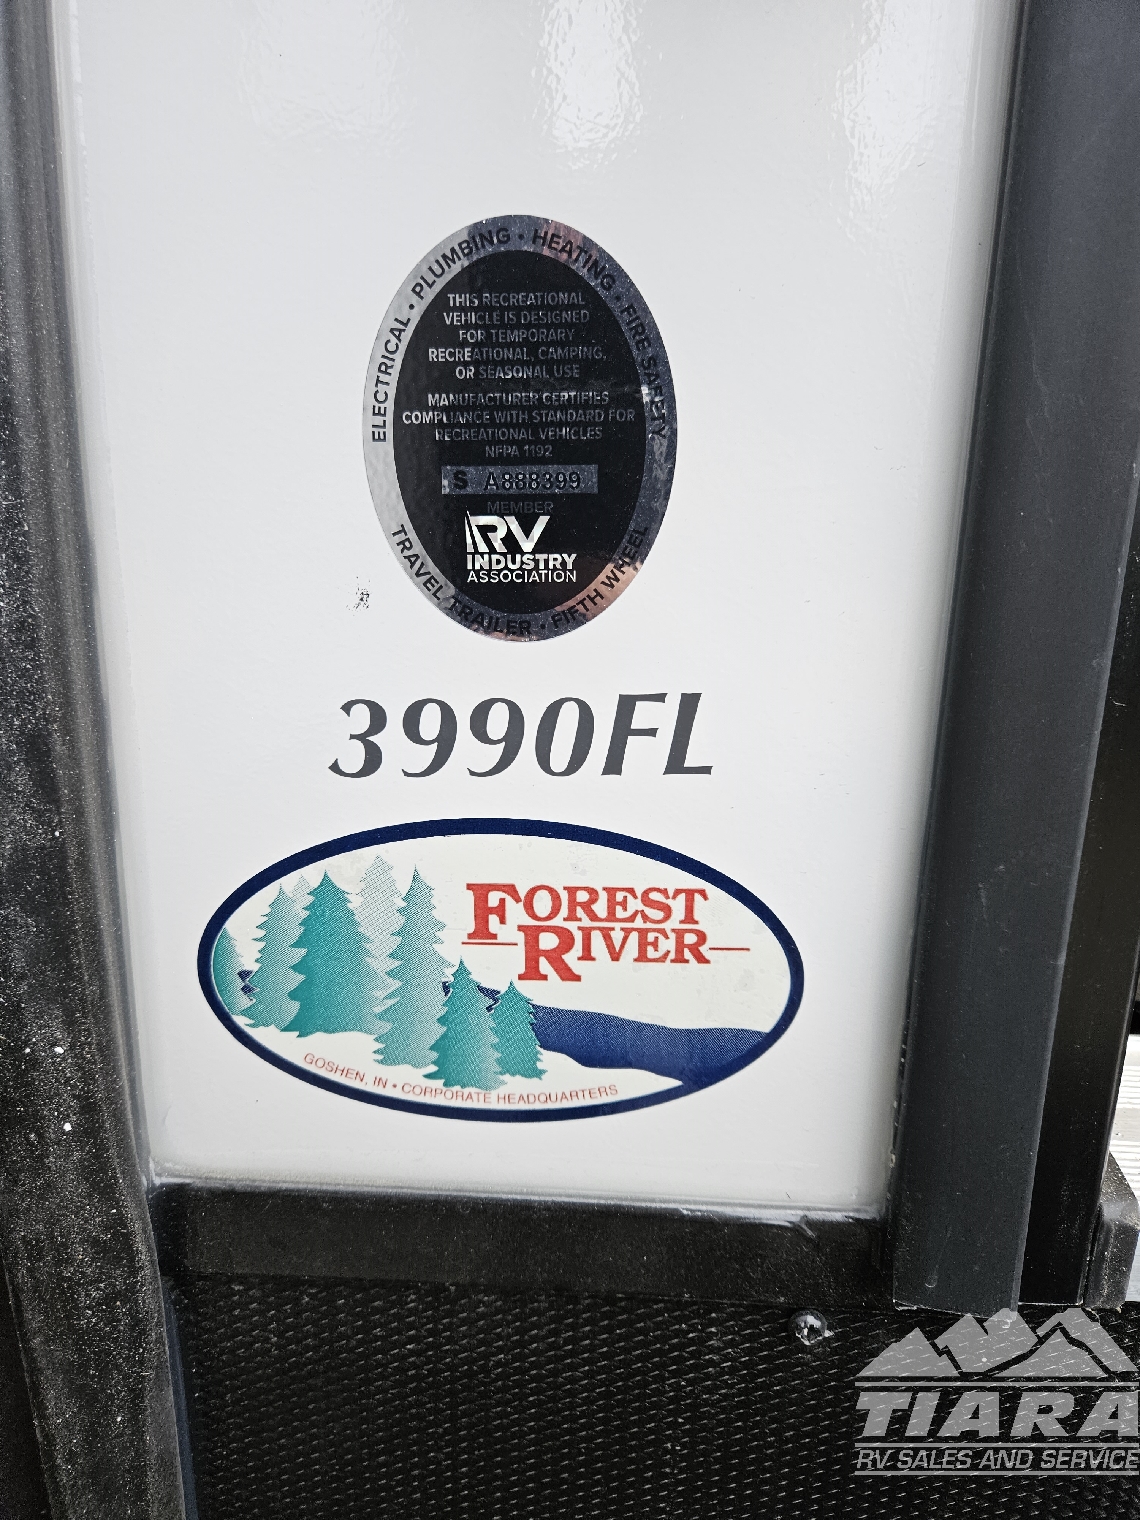 ELECTRICAL • PLUMBING • HEATING • FIRE SAFETY
THIS RECREATIONAL
VEHICLE IS DESIGNED
FOR TEMPORARY
RECREATIONAL, CAMPING,
OR SEASONAL USE
MANUFACTURER CERTIFIES
COMPLIANCE WITH STANDARD FOR
RECREATIONAL VEHICLES
NFPA 1192
S A888399
MEMBER
RV
INDUSTRY
ASSOCIATION
TRAVEL TRAILER • FIFTH WHEEL
3990FL
FOREST
RIVER
GOSHEN, IN • CORPORATE HEADQUARTERS
TIARA
RV SALES AND SERVICE